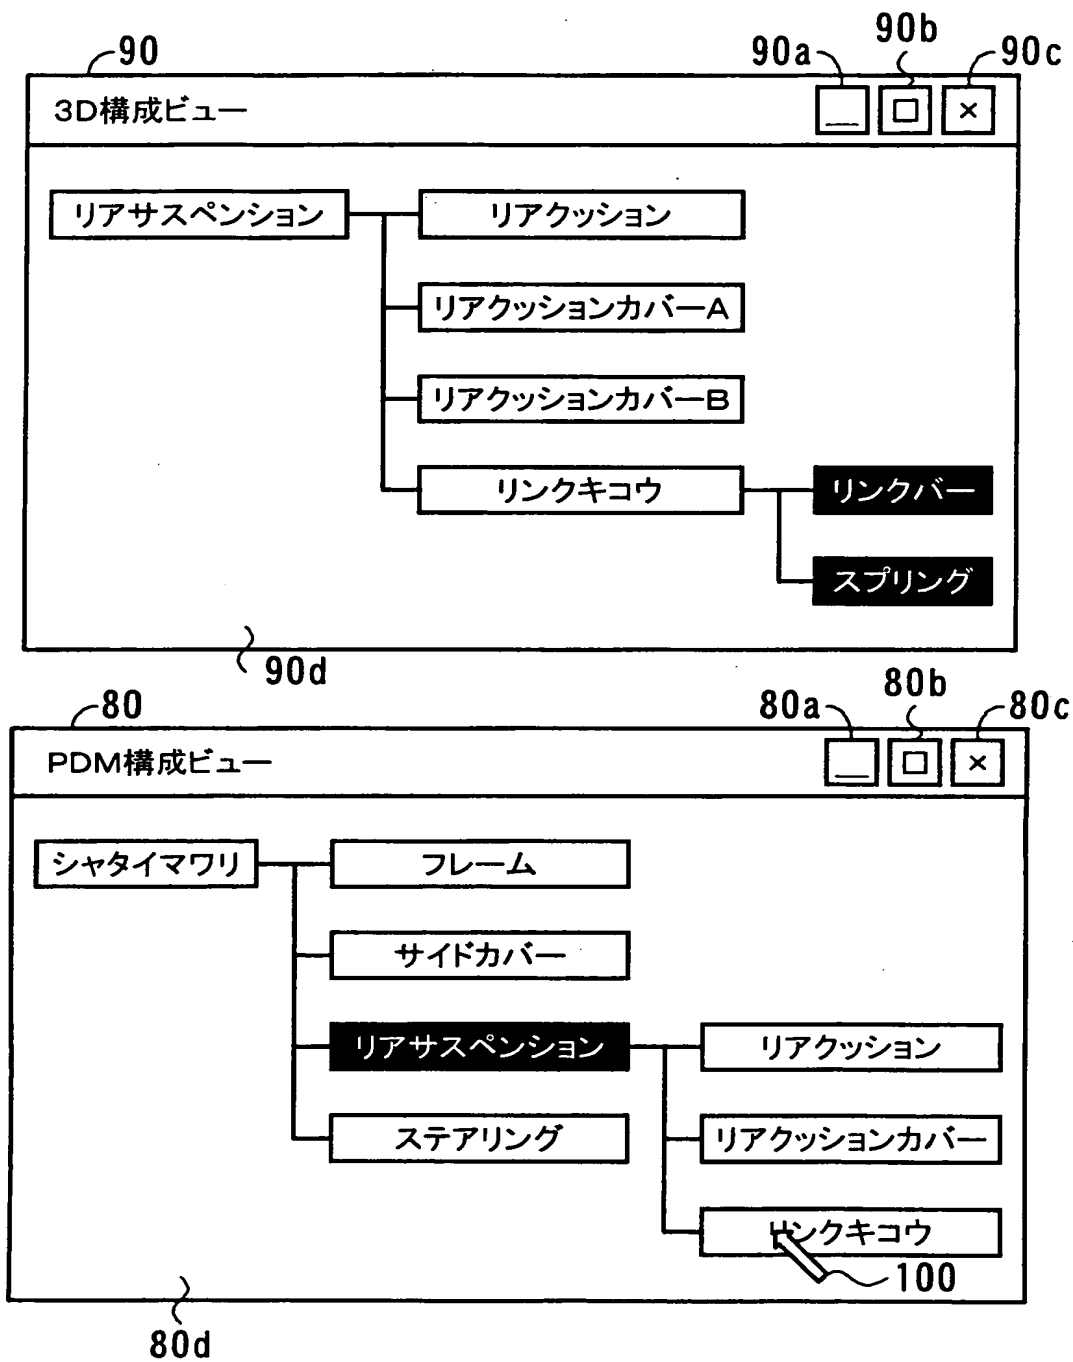 90
90a
90b
90c
3D構成ビュー
_
□
×
リアサスペンション
リアクッション
リアクッションカバーA
リアクッションカバーB
リンクキコウ
リンクバー
スプリング
90d
80
80a
80b
80c
PDM構成ビュー
_
□
×
シャタイマワリ
フレーム
サイドカバー
リアサスペンション
リアクッション
ステアリング
リアクッションカバー
リンクキコウ
100
80d